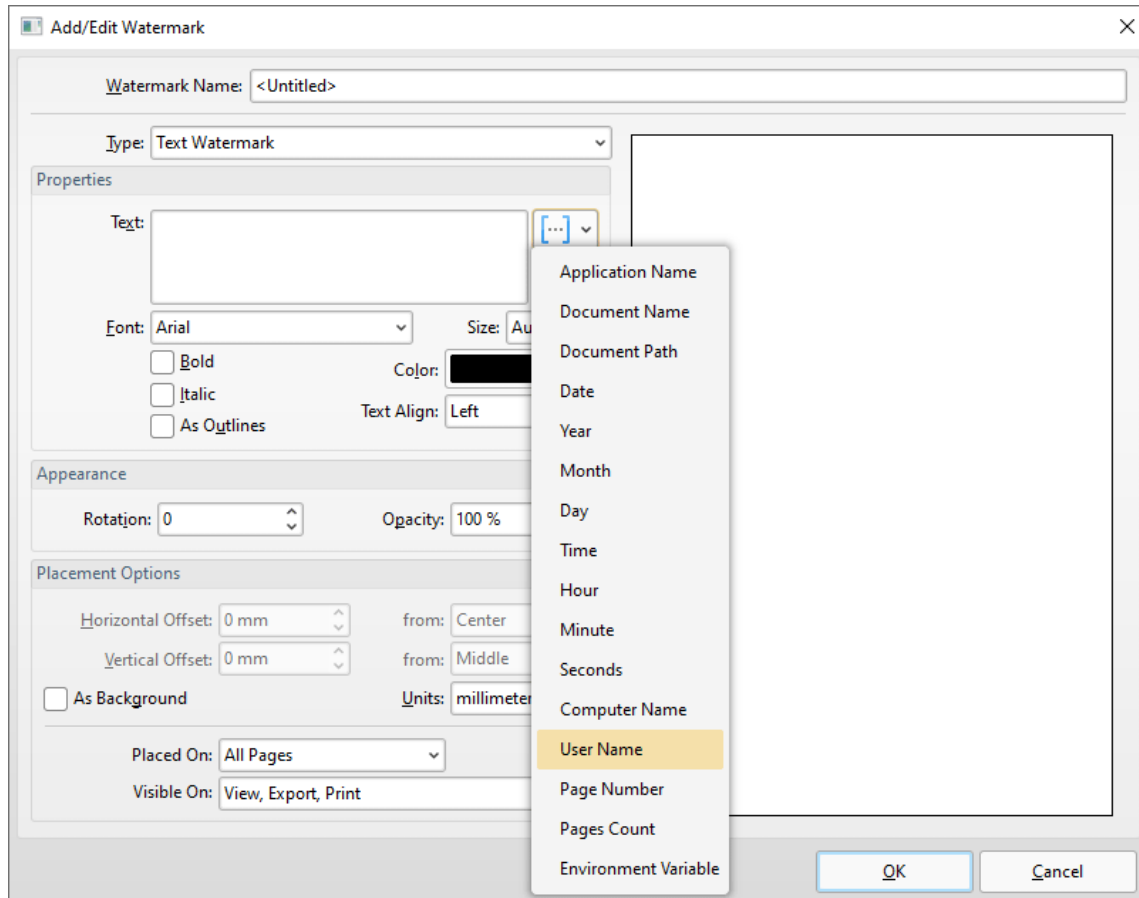 Add/Edit Watermark
Watermark Name: <Untitled>
Type: Text Watermark
Properties
Text:
[...]
Application Name
Document Name
Document Path
Date
Year
Month
Day
Time
Hour
Minute
Seconds
Computer Name
User Name
Page Number
Pages Count
Environment Variable
Font: Arial
Size: Au
Bold
Color:
Italic
Text Align: Left
As Outlines
Appearance
Rotation: 0
Opacity: 100 %
Placement Options
Horizontal Offset: 0 mm
from: Center
Vertical Offset: 0 mm
from: Middle
As Background
Units: millimeter
Placed On: All Pages
Visible On: View, Export, Print
OK
Cancel